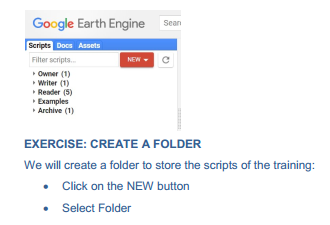 Google Earth Engine Sear
Scripts Docs Assets
Filter scripts... NEW
Owner (1)
Writer (1)
Reader (5)
Examples
Archive (1)
EXERCISE: CREATE A FOLDER
We will create a folder to store the scripts of the training:
• Click on the NEW button
• Select Folder